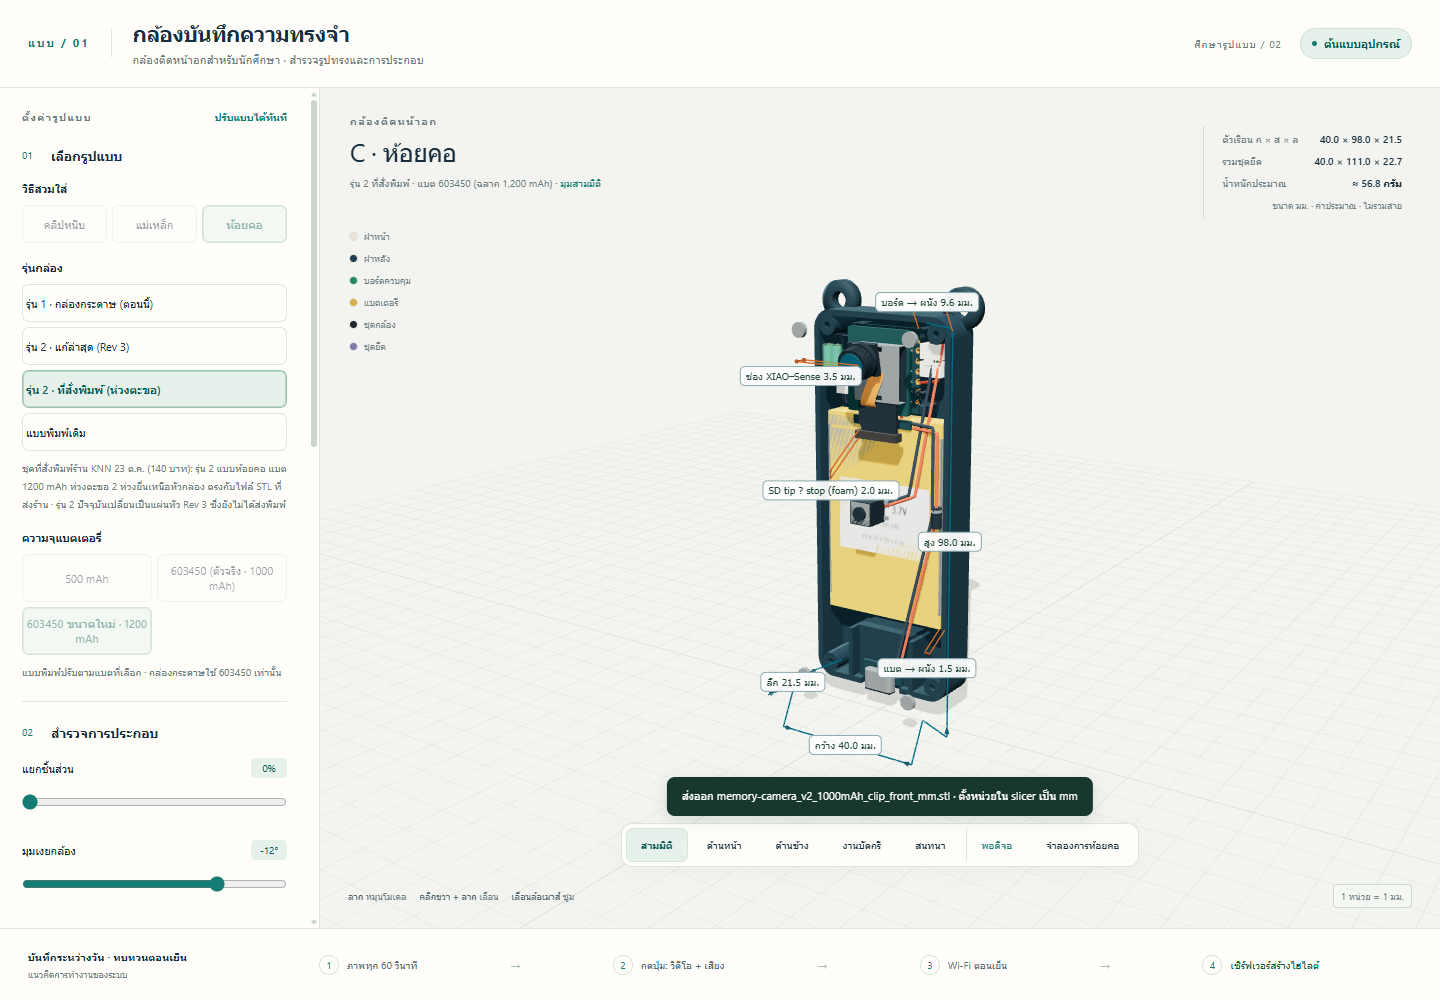 แบบ / 01
กล้องบันทึกความทรงจำ
กล้องติดหน้าอกสำหรับนักศึกษา · สำรวจรูปทรงและการประกอบ
ศึกษารูปแบบ / 02
ต้นแบบอุปกรณ์
ตั้งค่ารูปแบบ
ปรับแบบได้ทันที
01 เลือกรูปแบบ
วิธีสวมใส่
คลิปหนีบ
แม่เหล็ก
ห้อยคอ
รุ่นกล่อง
รุ่น 1 · กล่องกระดาษ (ตอนนี้)
รุ่น 2 · แก้ล่าสุด (Rev 3)
รุ่น 2 · ที่สั่งพิมพ์ (ห่วงตะขอ)
แบบพิมพ์เดิม
ชุดที่สั่งพิมพ์ร้าน KNN 23 ต.ค. (140 บาท): รุ่น 2 แบบห้อยคอ แบต
1200 mAh ห่วงตะขอ 2 ห่วงยื่นเหนือหัวกล่อง ตรงกับไฟล์ STL ที่
ส่งร้าน · รุ่น 2 ปัจจุบันเปลี่ยนเป็นแผ่นหัว Rev 3 ซึ่งยังไม่ได้ส่งพิมพ์
ความจุแบตเตอรี่
500 mAh
603450 (ตัวจริง · 1000
mAh)
603450 ขนาดใหม่ · 1200
mAh
แบบพิมพ์ปรับตามแบตที่เลือก · กล่องกระดาษใช้ 603450 เท่านั้น
02 สำรวจการประกอบ
แยกชิ้นส่วน
0%
มุมเงยกล้อง
-12°
กล้องติดหน้าอก
C · ห้อยคอ
รุ่น 2 ที่สั่งพิมพ์ · แบต 603450 (ฉลาก 1,200 mAh) · มุมสามมิติ
ฝาหน้า
ฝาหลัง
บอร์ดควบคุม
แบตเตอรี่
ชุดกล้อง
ชุดยึด
ตัวเรือน ก × ส × ล 40.0 × 98.0 × 21.5
รวมชุดยึด 40.0 × 111.0 × 22.7
น้ำหนักประมาณ ≈ 56.8 กรัม
ขนาด มม. · ค่าประมาณ · ไม่รวมสาย
บอร์ด → ผนัง 9.6 มม.
ช่อง XIAO–Sense 3.5 มม.
SD tip ? stop (foam) 2.0 มม.
3.7V
สูง 98.0 มม.
แบต → ผนัง 1.5 มม.
ลึก 21.5 มม.
กว้าง 40.0 มม.
ส่งออก memory-camera_v2_1000mAh_clip_front_mm.stl · ตั้งหน่วยใน slicer เป็น mm
สามมิติ
ด้านหน้า
ด้านข้าง
งานบัดกรี
สนทนา
พอดีจอ
จำลองการห้อยคอ
ลาก หมุนโมเดล คลิกขวา + ลาก เลื่อน เลื่อนล้อเมาส์ ซูม
1 หน่วย = 1 มม.
บันทึกระหว่างวัน · ทบทวนตอนเย็น
แนวคิดการทำงานของระบบ
1 ภาพทุก 60 วินาที →
2 กดปุ่ม: วิดีโอ + เสียง →
3 Wi-Fi ตอนเย็น →
4 เซิร์ฟเวอร์สร้างไฮไลต์